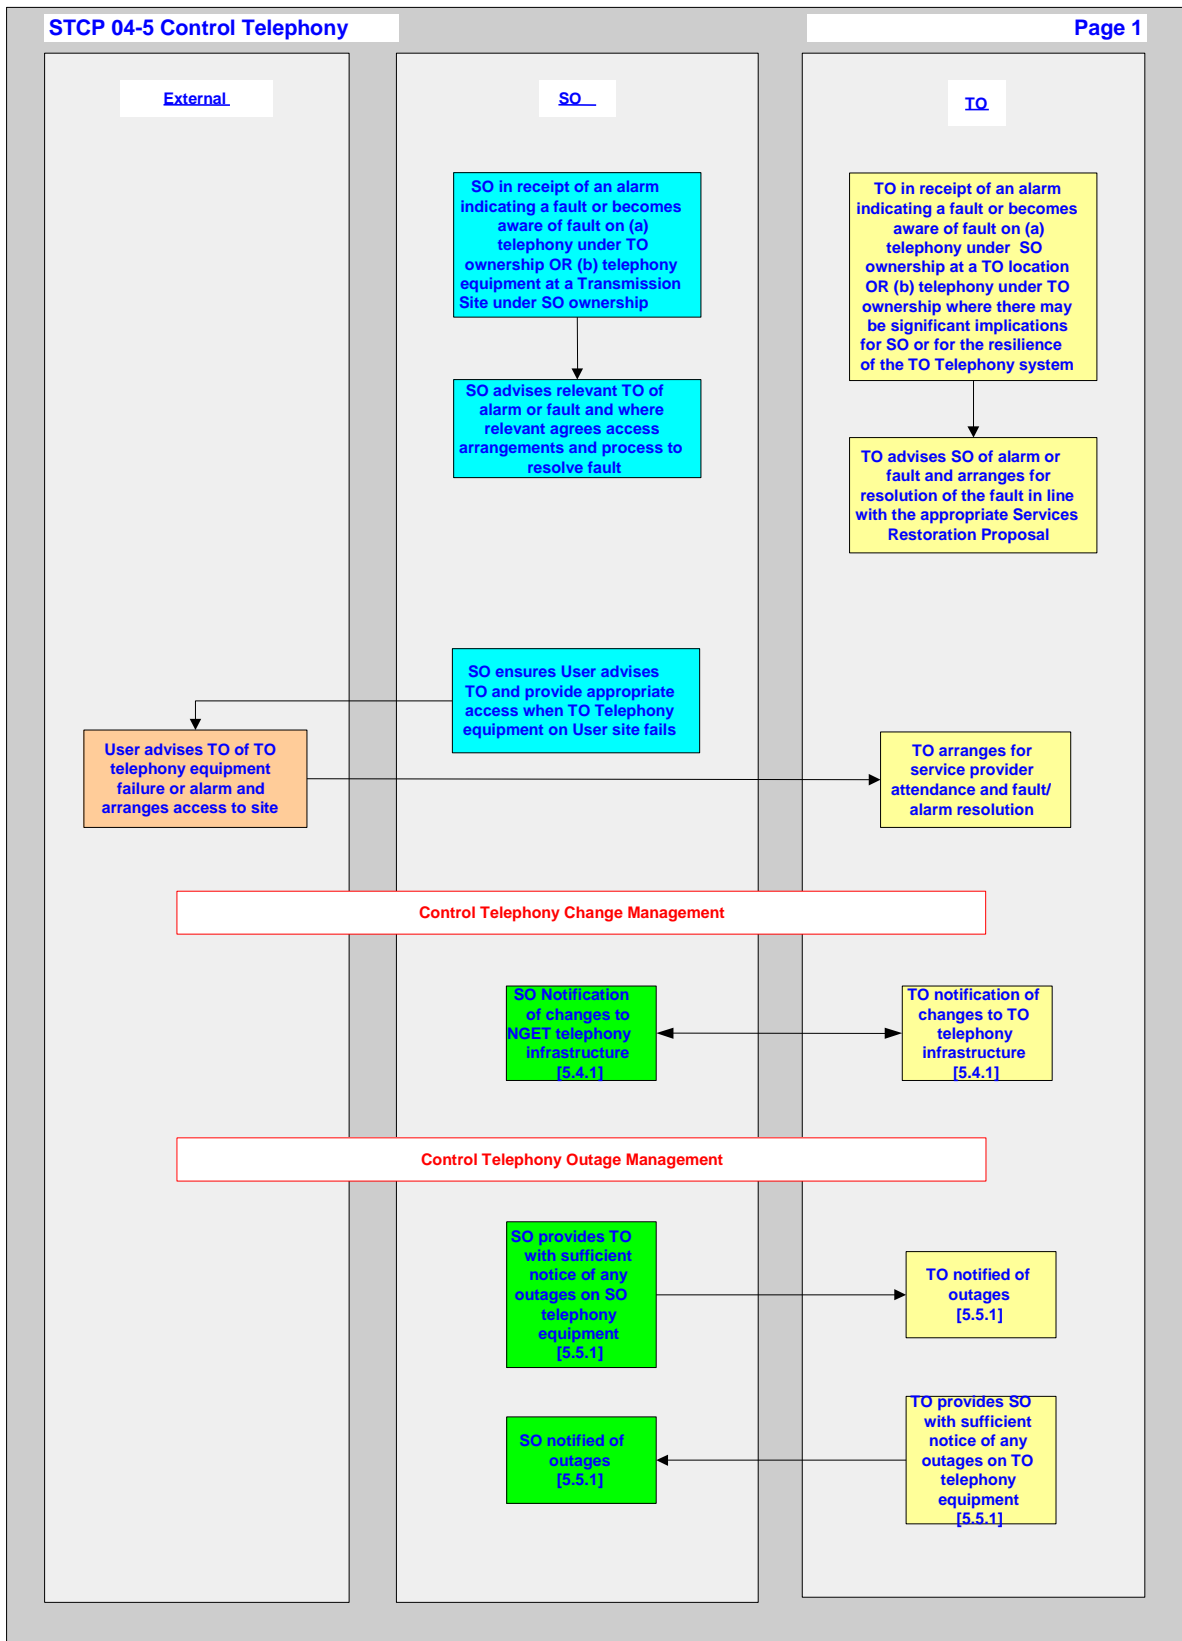 STCP 04-5 Control Telephony
Page 1
External
SO
TO
SO in receipt of an alarm
indicating a fault or becomes
aware of fault on (a)
telephony under TO
ownership OR (b) telephony
equipment at a Transmission
Site under SO ownership
TO in receipt of an alarm
indicating a fault or becomes
aware of fault on (a)
telephony under SO
ownership at a TO location
OR (b) telephony under TO
ownership where there may
be significant implications
for SO or for the resilience
of the TO Telephony system
SO advises relevant TO of
alarm or fault and where
relevant agrees access
arrangements and process to
resolve fault
TO advises SO of alarm or
fault and arranges for
resolution of the fault in line
with the appropriate Services
Restoration Proposal
SO ensures User advises
TO and provide appropriate
access when TO Telephony
equipment on User site fails
User advises TO of TO
telephony equipment
failure or alarm and
arranges access to site
TO arranges for
service provider
attendance and fault/
alarm resolution
Control Telephony Change Management
SO Notification
of changes to
NGET telephony
infrastructure
[5.4.1]
TO notification of
changes to TO
telephony
infrastructure
[5.4.1]
Control Telephony Outage Management
SO provides TO
with sufficient
notice of any
outages on SO
telephony
equipment
[5.5.1]
TO notified of
outages
[5.5.1]
SO notified of
outages
[5.5.1]
TO provides SO
with sufficient
notice of any
outages on TO
telephony
equipment
[5.5.1]